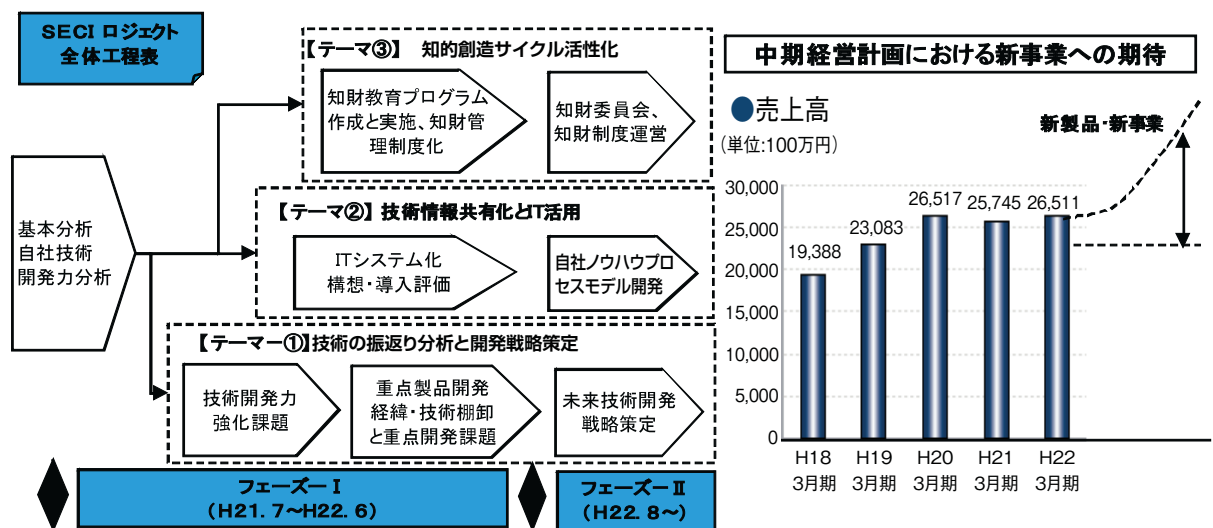 SECI ロジェクト
全体工程表
【テーマ③】 知的創造サイクル活性化
知財教育プログラム
作成と実施、知財管
理制度化
知財委員会、
知財制度運営
基本分析
自社技術
開発力分析
【テーマ②】技術情報共有化とIT活用
ITシステム化
構想・導入評価
自社ノウハウプロ
セスモデル開発
【テーマー①】技術の振返り分析と開発戦略策定
技術開発力
強化課題
重点製品開発
経緯・技術棚卸
と重点開発課題
未来技術開発
戦略策定
フェーズーⅠ
(H21.7~H22.6)
フェーズーⅡ
(H22.8~)
中期経営計画における新事業への期待
●売上高
(単位:100万円)
新製品・新事業
30,000
25,000
20,000
15,000
10,000
5,000
0
19,388
23,083
26,517
25,745
26,511
H18
3月期
H19
3月期
H20
3月期
H21
3月期
H22
3月期